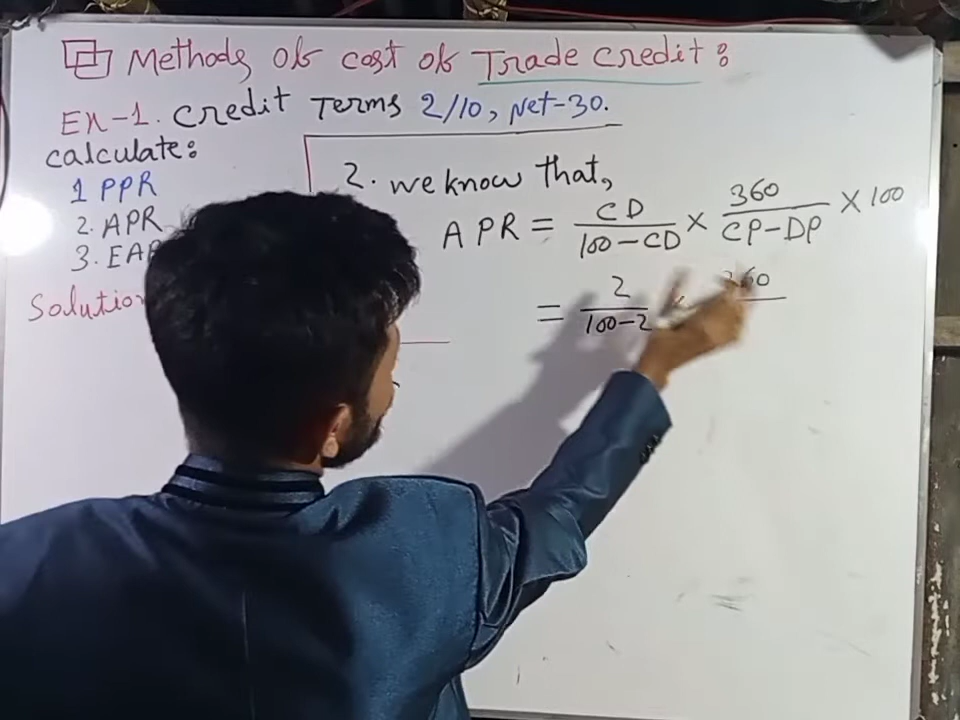 Methods of cost of Trade credit:
Ex-1. Credit Terms 2/10, Net-30.
calculate:
1 PPR
2. APR
3. EAR
Solution
2. we know that,
APR = CD/100-CD × 360/CP-DP × 100
= 2/100-2 × 360